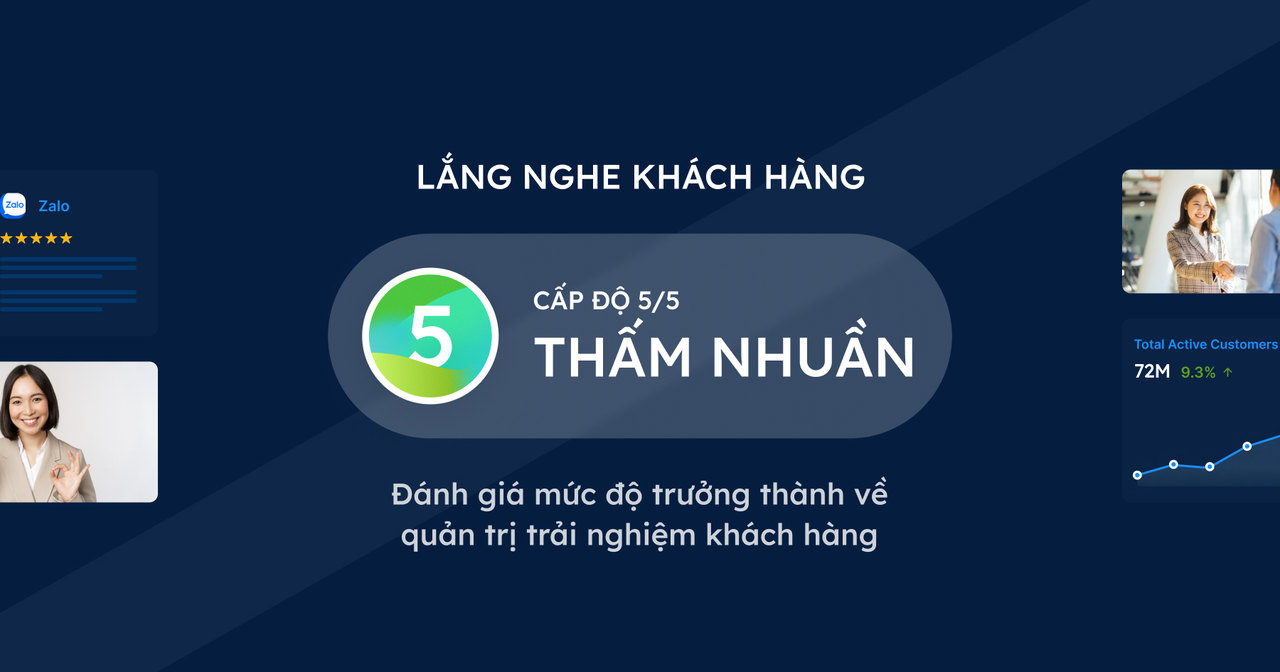 LẮNG NGHE KHÁCH HÀNG
Zalo
Zalo
5
CẤP ĐỘ 5/5
THẤM NHUẦN
Đánh giá mức độ trưởng thành về
quản trị trải nghiệm khách hàng
Total Active Customers
72M 9.3% ↑